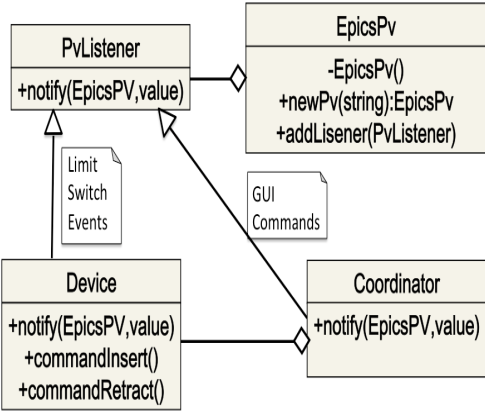 PvListener
+notify(EpicsPV,value)
EpicsPv
-EpicsPv()
+newPv(string):EpicsPv
+addLisener(PvListener)
Limit
Switch
Events
GUI
Commands
Device
+notify(EpicsPV,value)
+commandInsert()
+commandRetract()
Coordinator
+notify(EpicsPV,value)